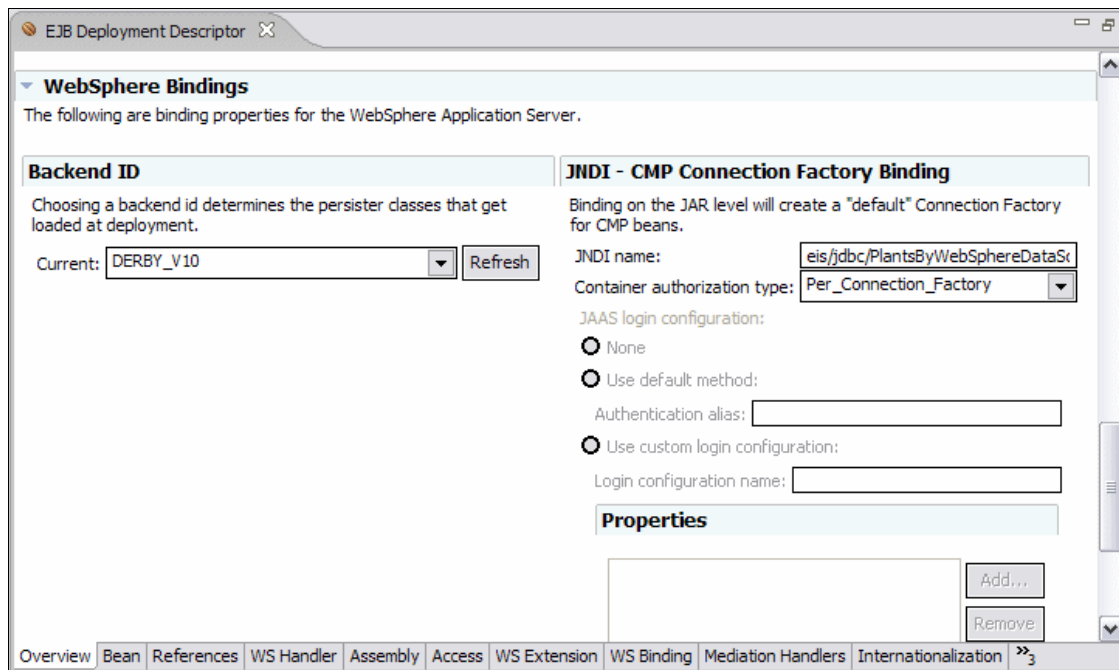 EJB Deployment Descriptor
WebSphere Bindings
The following are binding properties for the WebSphere Application Server.
Backend ID
Choosing a backend id determines the persister classes that get
loaded at deployment.
Current: DERBY_V10 Refresh
JNDI - CMP Connection Factory Binding
Binding on the JAR level will create a "default" Connection Factory
for CMP beans.
JNDI name: eis/jdbc/PlantsByWebSphereDataSc
Container authorization type: Per_Connection_Factory
JAAS login configuration:
None
Use default method:
Authentication alias:
Use custom login configuration:
Login configuration name:
Properties
Add...
Remove
Overview Bean References WS Handler Assembly Access WS Extension WS Binding Mediation Handlers Internationalization »3